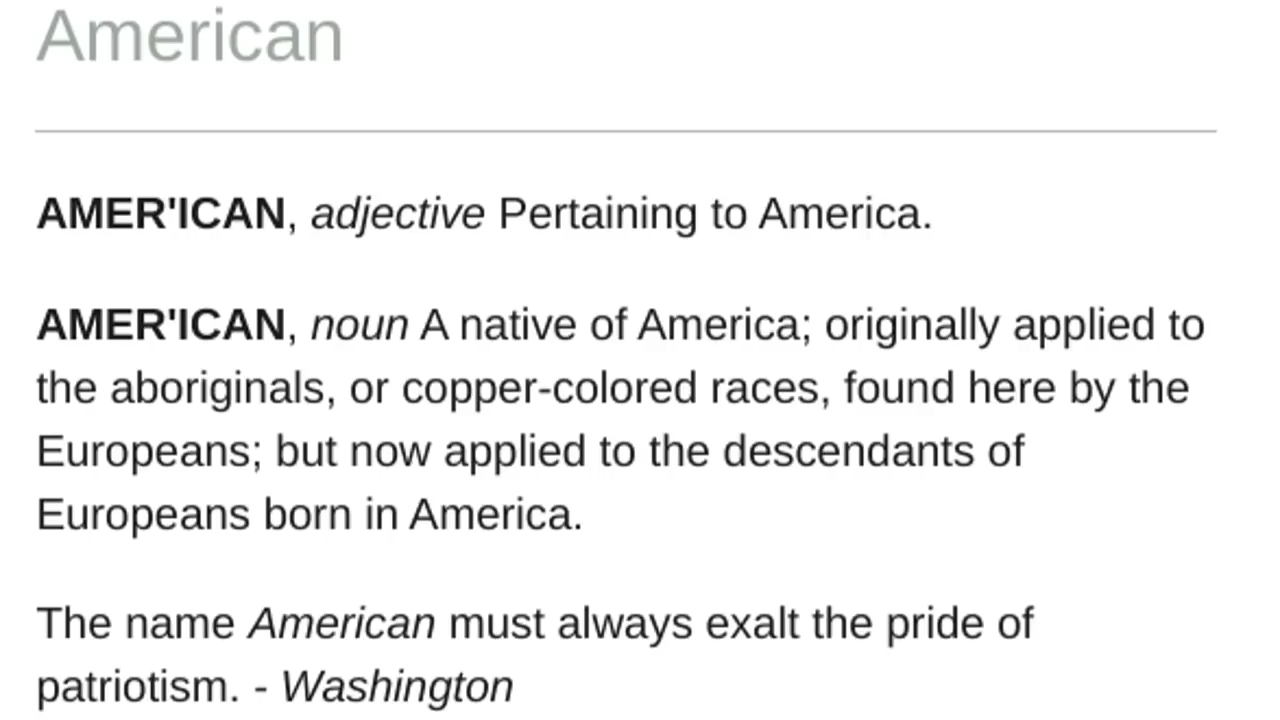 American
AMER'ICAN, adjective Pertaining to America.
AMER'ICAN, noun A native of America; originally applied to
the aboriginals, or copper-colored races, found here by the
Europeans; but now applied to the descendants of
Europeans born in America.
The name American must always exalt the pride of
patriotism. - Washington